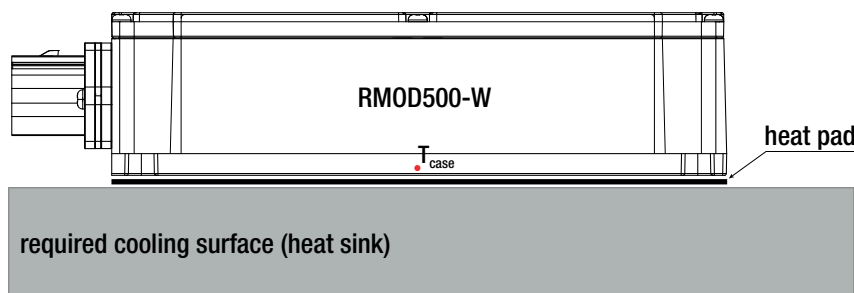 RMOD500-W
heat pad
Tcase
required cooling surface (heat sink)